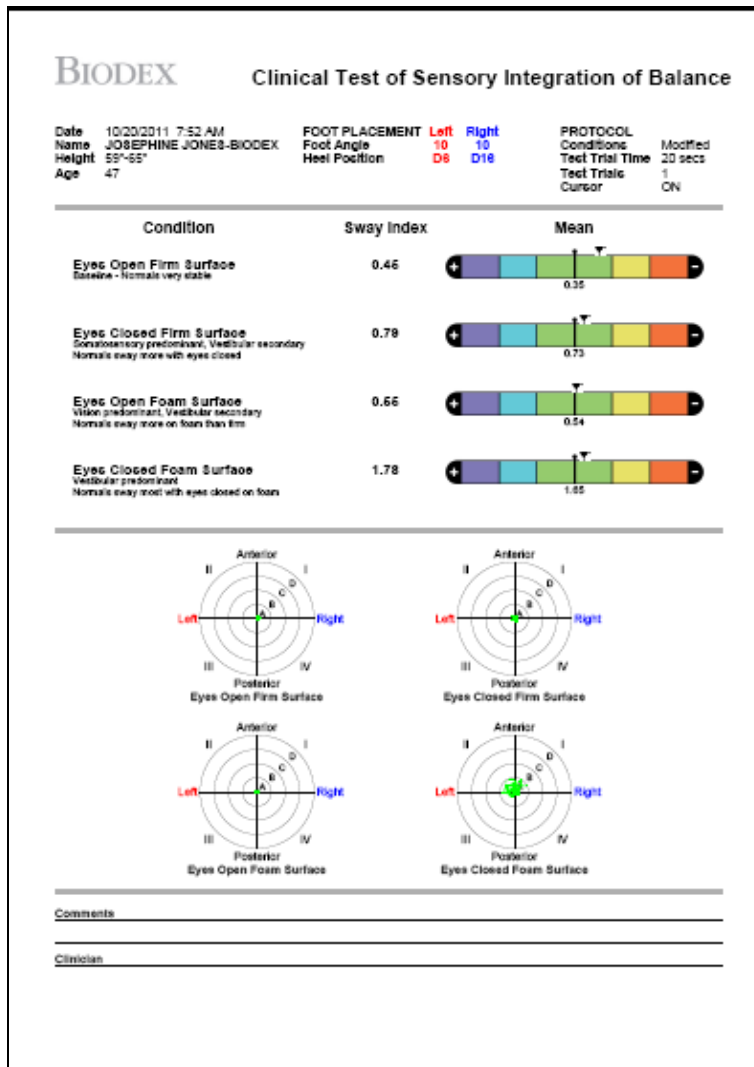 BIODEX Clinical Test of Sensory Integration of Balance
Date 10/20/2011 7:52 AM FOOT PLACEMENT Left Right PROTOCOL
Name JOSEPHINE JONES-BIODEX Foot Angle 10 10 Conditions Modified
Height 59"-65" Heel Position D6 D16 Test Trial Time 20 secs
Age 47 Test Trials 1
Cursor ON
Condition Sway Index Mean
Eyes Open Firm Surface 0.45 + -
Baseline - Normals very stable 0.35
Eyes Closed Firm Surface 0.79 + -
Somatosensory predominant, Vestibular secondary
Normals sway more with eyes closed 0.73
Eyes Open Foam Surface 0.55 + -
Vision predominant, Vestibular secondary
Normals sway more on foam than firm 0.54
Eyes Closed Foam Surface 1.78 + -
Vestibular predominant
Normals sway most with eyes closed on foam 1.65
Anterior Anterior
II I II I
D D
C C
B B
A A
Left Right Left Right
III IV III IV
Posterior Posterior
Eyes Open Firm Surface Eyes Closed Firm Surface
Anterior Anterior
II I II I
D D
C C
B B
A
Left Right Left Right
III IV III IV
Posterior Posterior
Eyes Open Foam Surface Eyes Closed Foam Surface
Comments
Clinician